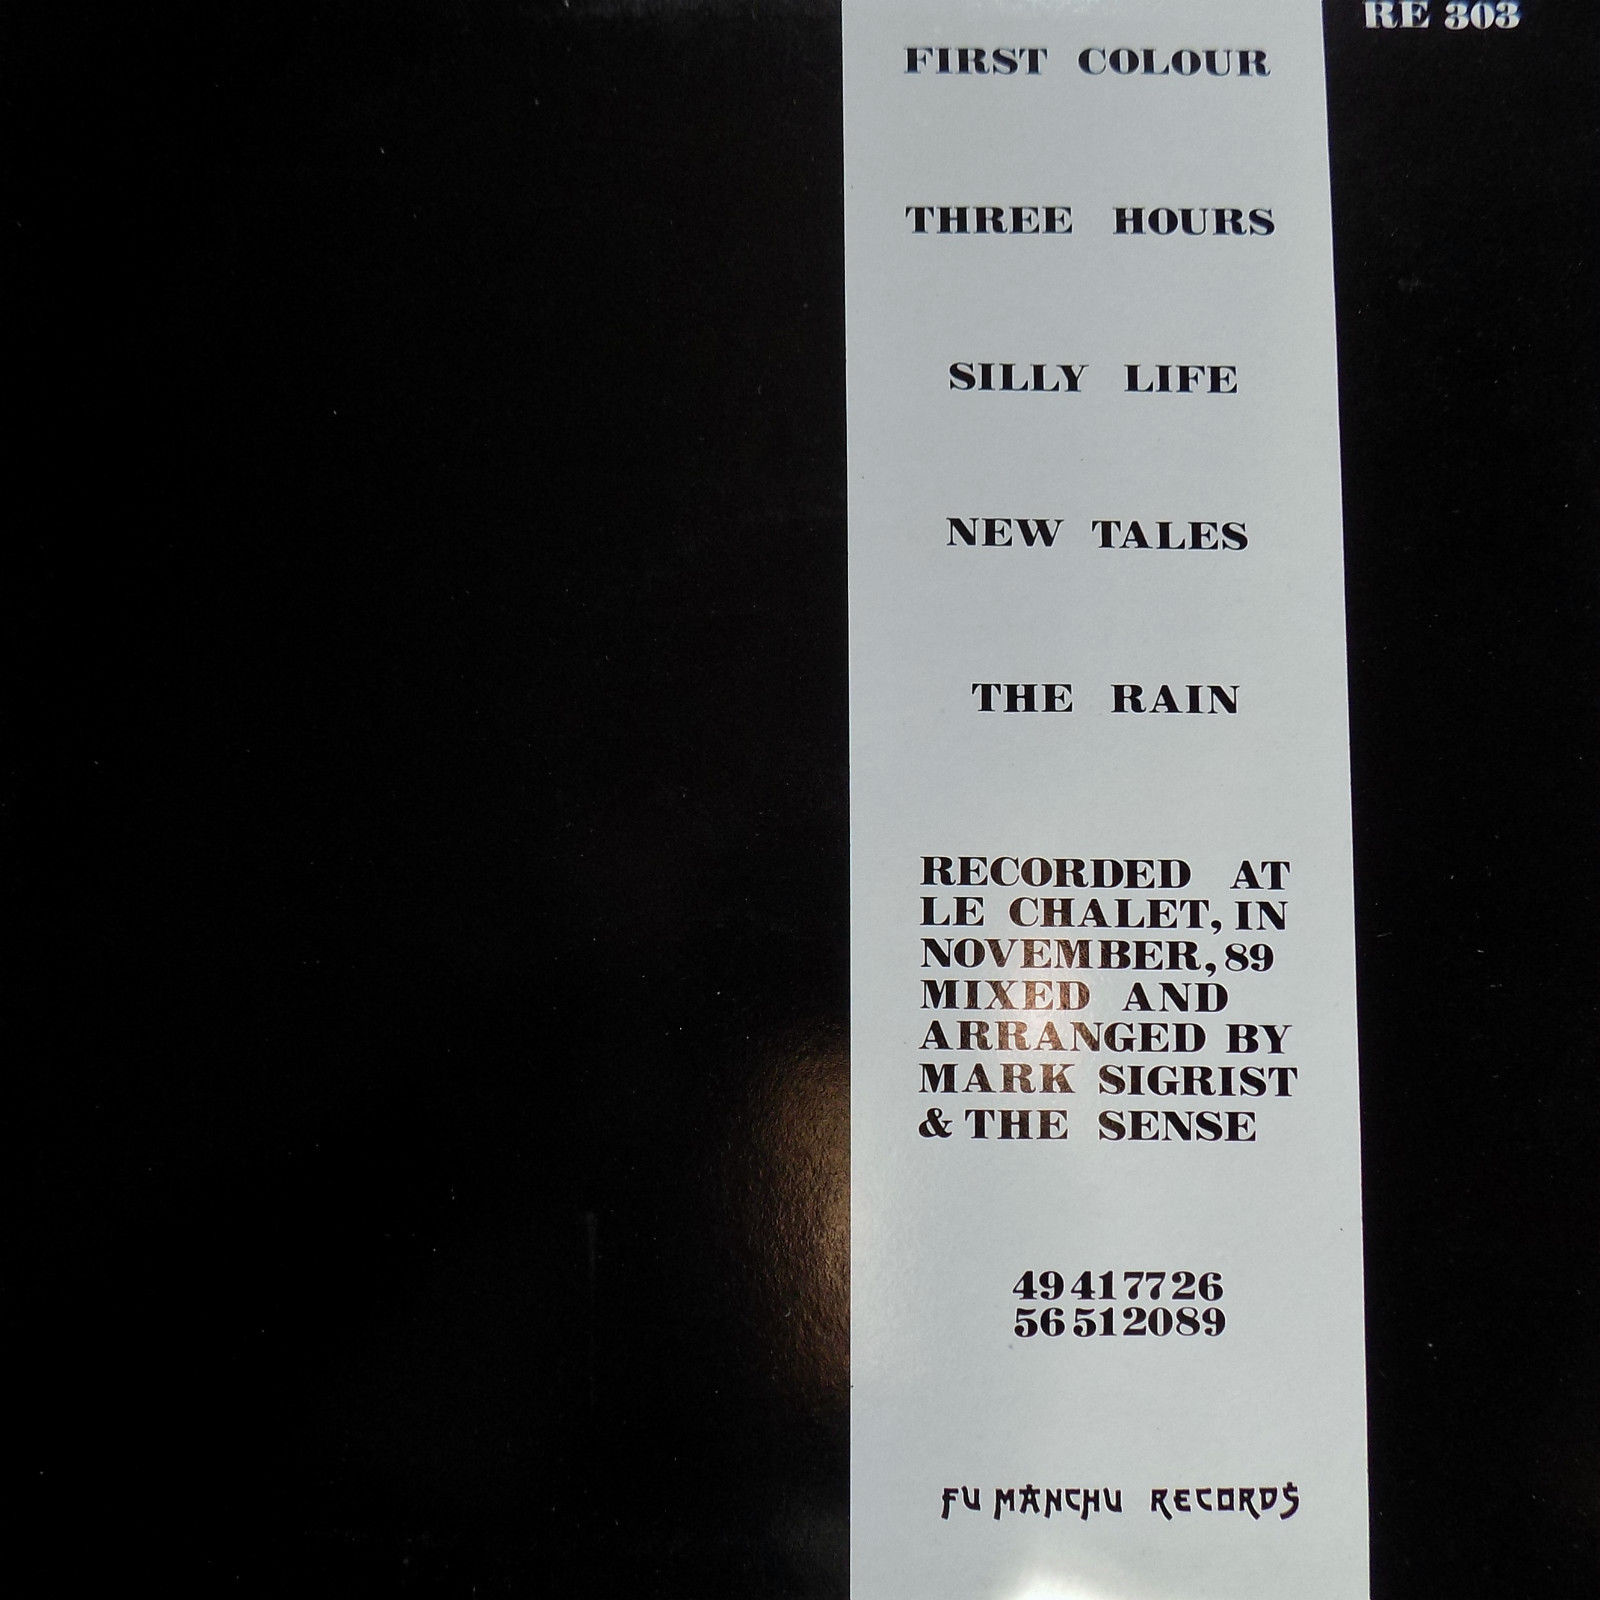 RE 303
FIRST COLOUR
THREE HOURS
SILLY LIFE
NEW TALES
THE RAIN
RECORDED AT
LE CHALET, IN
NOVEMBER, 89
MIXED AND
ARRANGED BY
MARK SIGRIST
& THE SENSE
49417726
56512089
FU MANCHU RECORDS